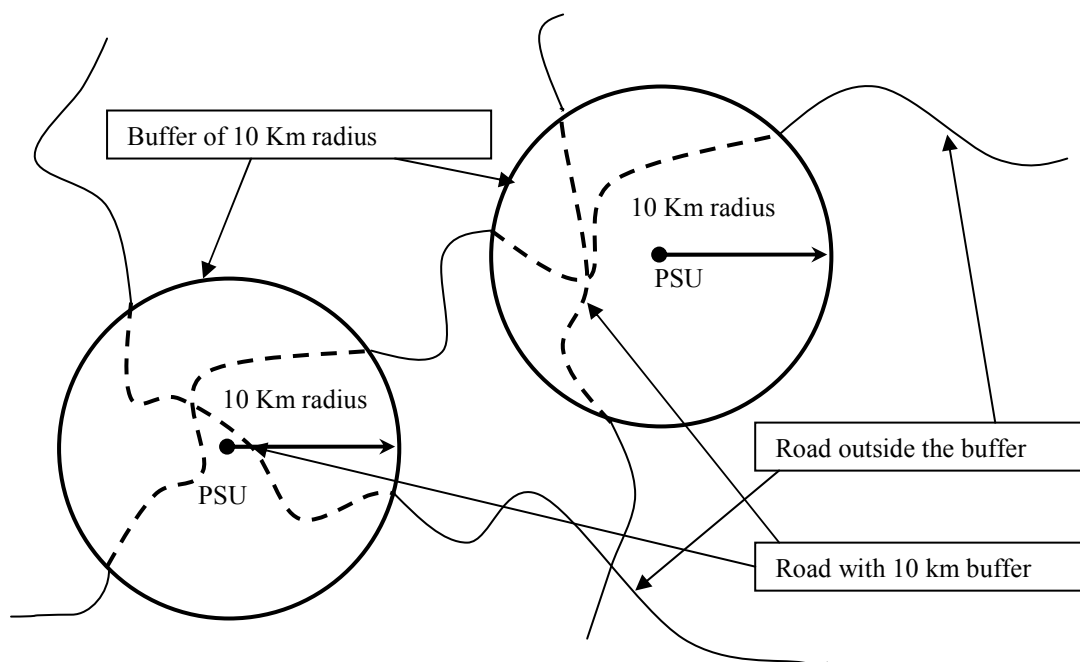 Buffer of 10 Km radius
10 Km radius
PSU
10 Km radius
PSU
Road outside the buffer
Road with 10 km buffer